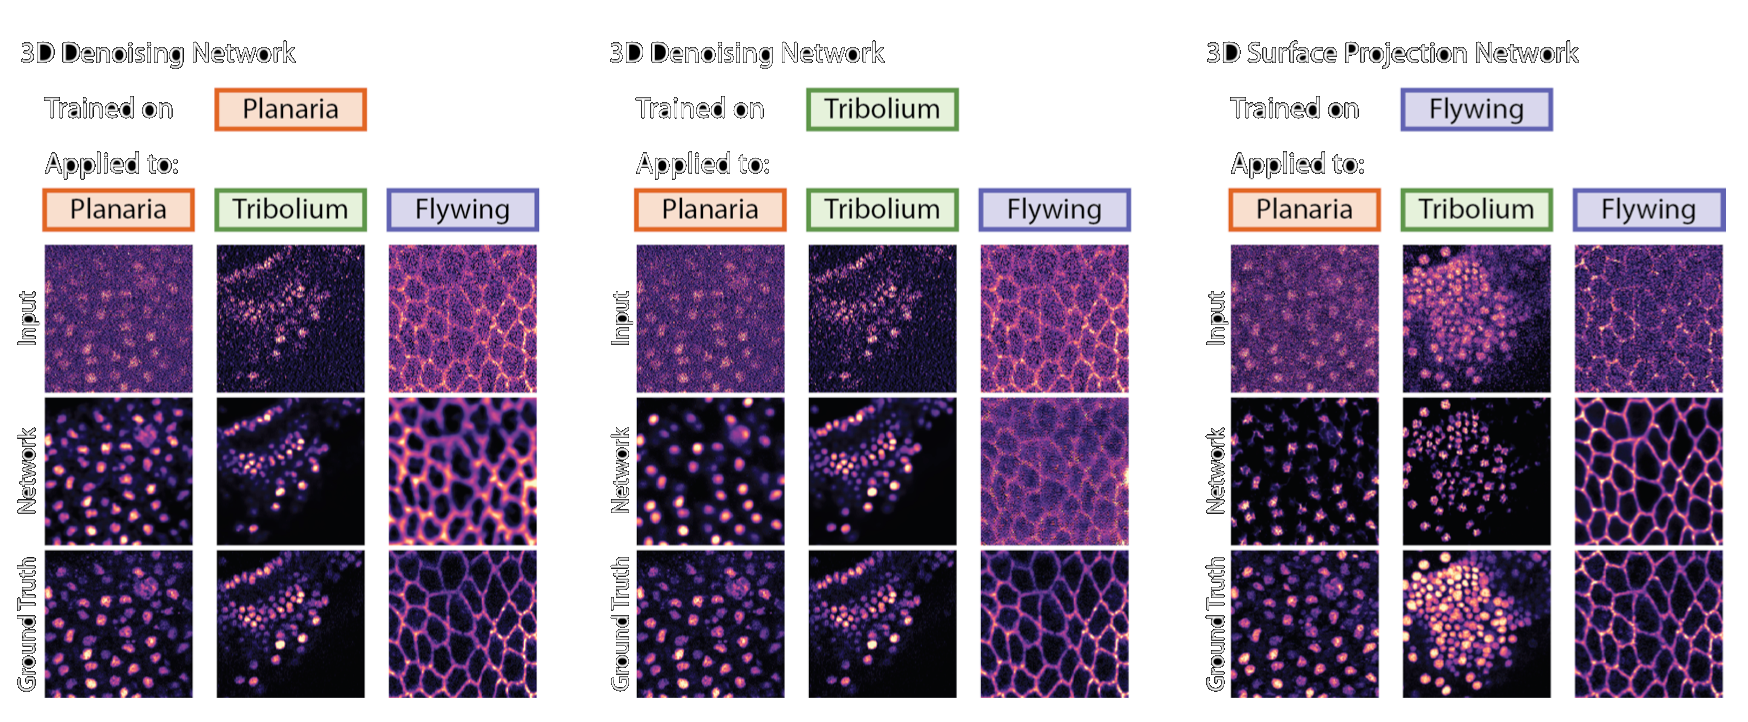 3D Denoising Network
Trained on Planaria
Applied to:
Planaria Tribolium Flywing
Input
Network
Ground Truth
3D Denoising Network
Trained on Tribolium
Applied to:
Planaria Tribolium Flywing
Input
Network
Ground Truth
3D Surface Projection Network
Trained on Flywing
Applied to:
Planaria Tribolium Flywing
Input
Network
Ground Truth